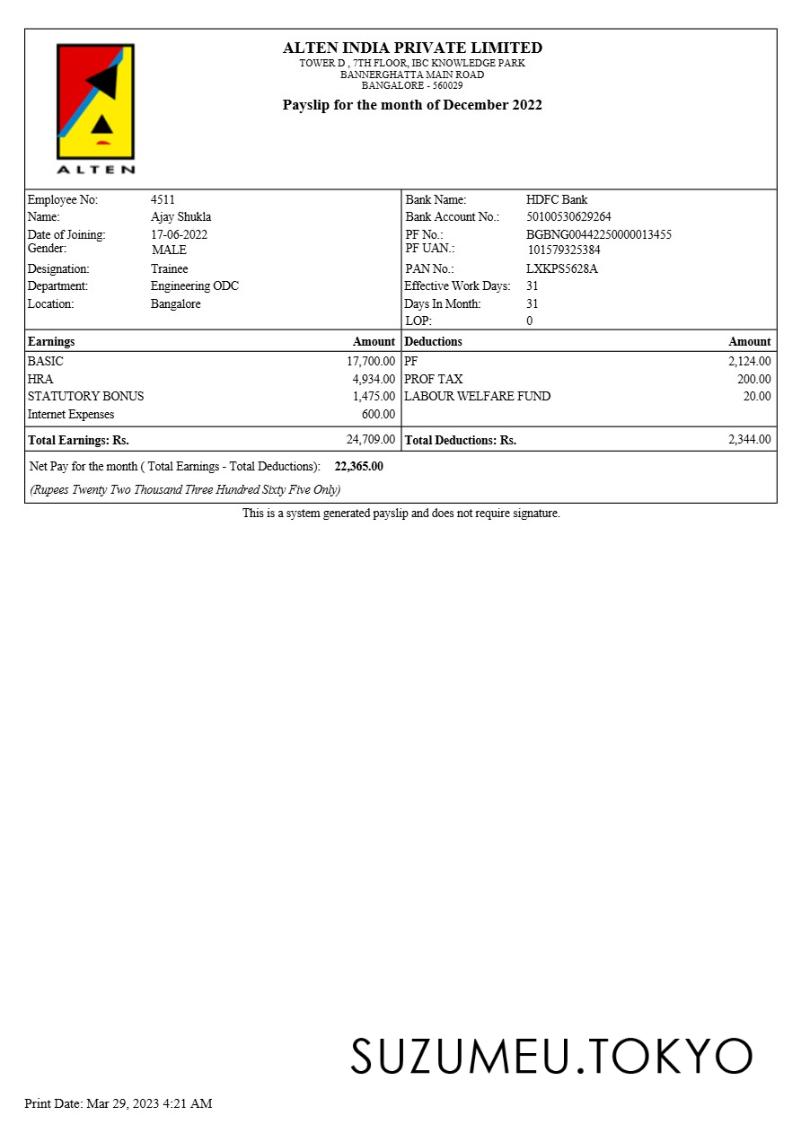 ALTEN
ALTEN INDIA PRIVATE LIMITED
TOWER D , 7TH FLOOR, IBC KNOWLEDGE PARK
BANNERGHATTA MAIN ROAD
BANGALORE - 560029
Payslip for the month of December 2022
Employee No: 4511 Bank Name: HDFC Bank
Name: Ajay Shukla Bank Account No.: 50100530629264
Date of Joining: 17-06-2022 PF No.: BGBNG00442250000013455
Gender: MALE PF UAN.: 101579325384
Designation: Trainee PAN No.: LXKPS5628A
Department: Engineering ODC Effective Work Days: 31
Location: Bangalore Days In Month: 31
LOP: 0
Earnings Amount Deductions Amount
BASIC 17,700.00 PF 2,124.00
HRA 4,934.00 PROF TAX 200.00
STATUTORY BONUS 1,475.00 LABOUR WELFARE FUND 20.00
Internet Expenses 600.00
Total Earnings: Rs. 24,709.00 Total Deductions: Rs. 2,344.00
Net Pay for the month ( Total Earnings - Total Deductions): 22,365.00
(Rupees Twenty Two Thousand Three Hundred Sixty Five Only)
This is a system generated payslip and does not require signature.
SUZUMEU.TOKYO
Print Date: Mar 29, 2023 4:21 AM